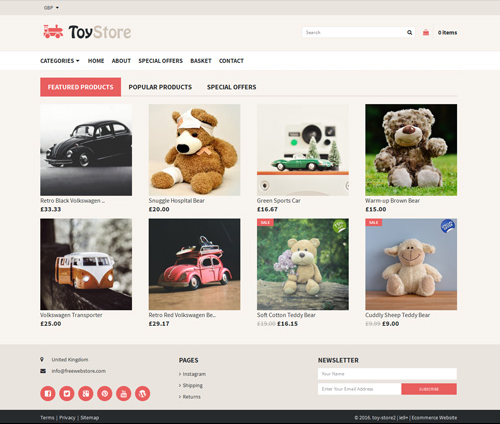 GBP
ToyStore
Search
0 items
CATEGORIES HOME ABOUT SPECIAL OFFERS BASKET CONTACT
FEATURED PRODUCTS POPULAR PRODUCTS SPECIAL OFFERS
Retro Black Volkswagen .. Snuggle Hospital Bear Green Sports Car Warm-up Brown Bear
£33.33 £20.00 £16.67 £15.00
SALE SALE
Volkswagen Transporter Retro Red Volkswagen Be.. Soft Cotten Teddy Bear Cuddly Sheep Teddy Bear
£25.00 £29.17 £19.00 £16.15 £9.99 £9.00
United Kingdom
info@freewebstore.com
PAGES
Instagram
Shipping
Returns
NEWSLETTER
Your Name
Enter Your Email Address SUBSCRIBE
Terms | Privacy | Sitemap
© 2016, toy-store2 | Ecommerce Website